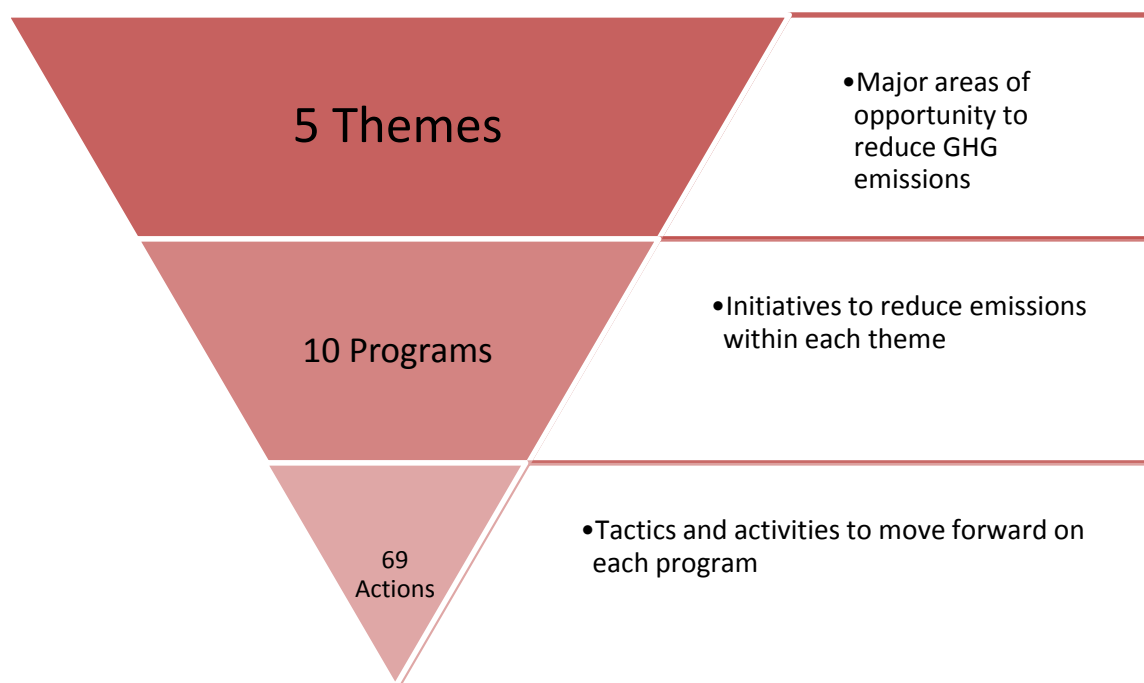 5 Themes
•Major areas of
opportunity to
reduce GHG
emissions
10 Programs
•Initiatives to reduce emissions
within each theme
69
Actions
•Tactics and activities to move forward on
each program